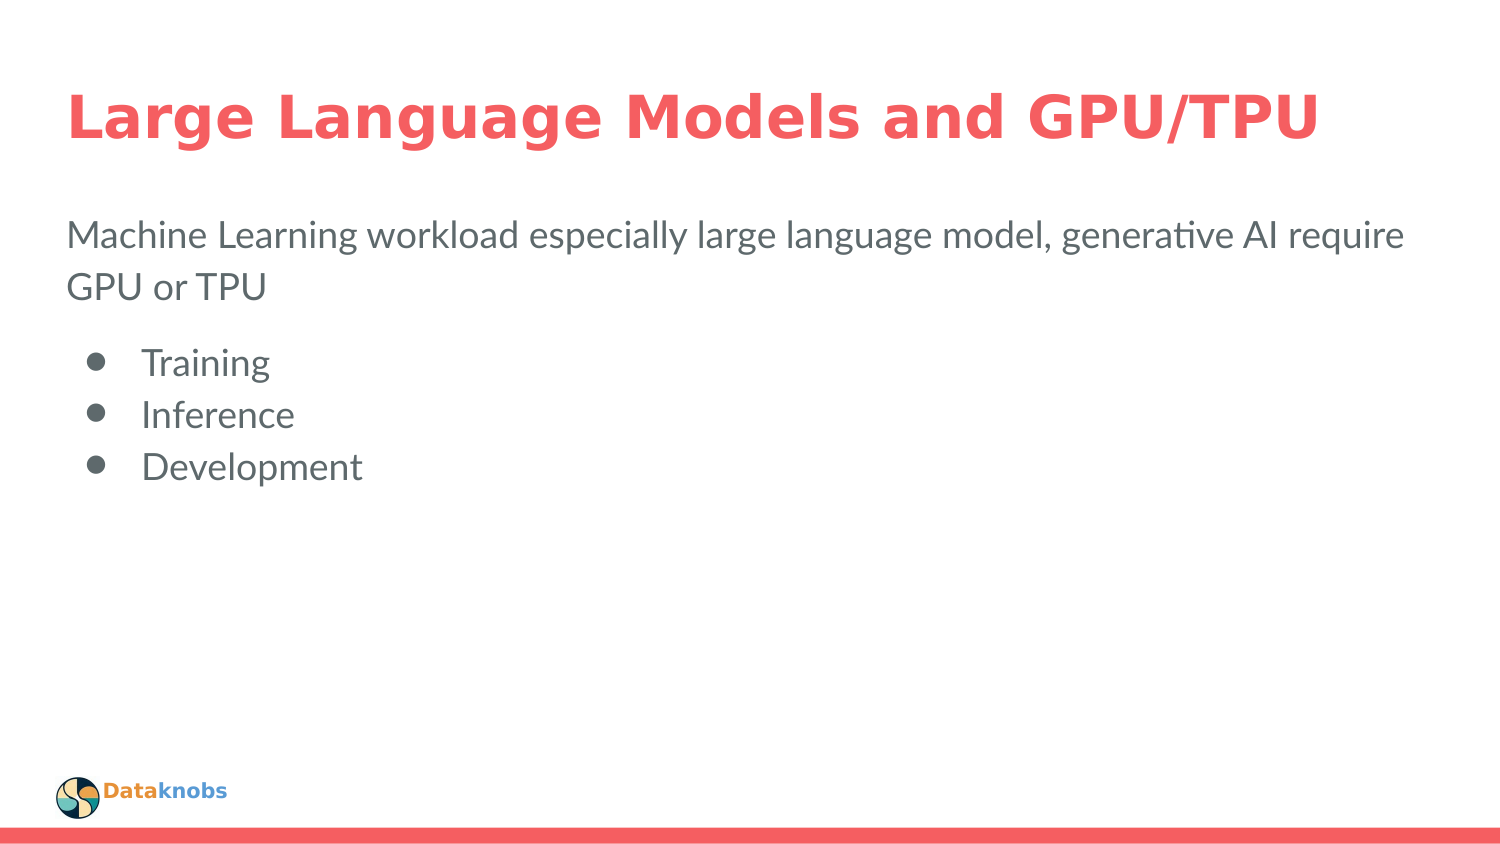 Large Language Models and GPU/TPU
Machine Learning workload especially large language model, generative AI require
GPU or TPU
● Training
● Inference
● Development
Dataknobs